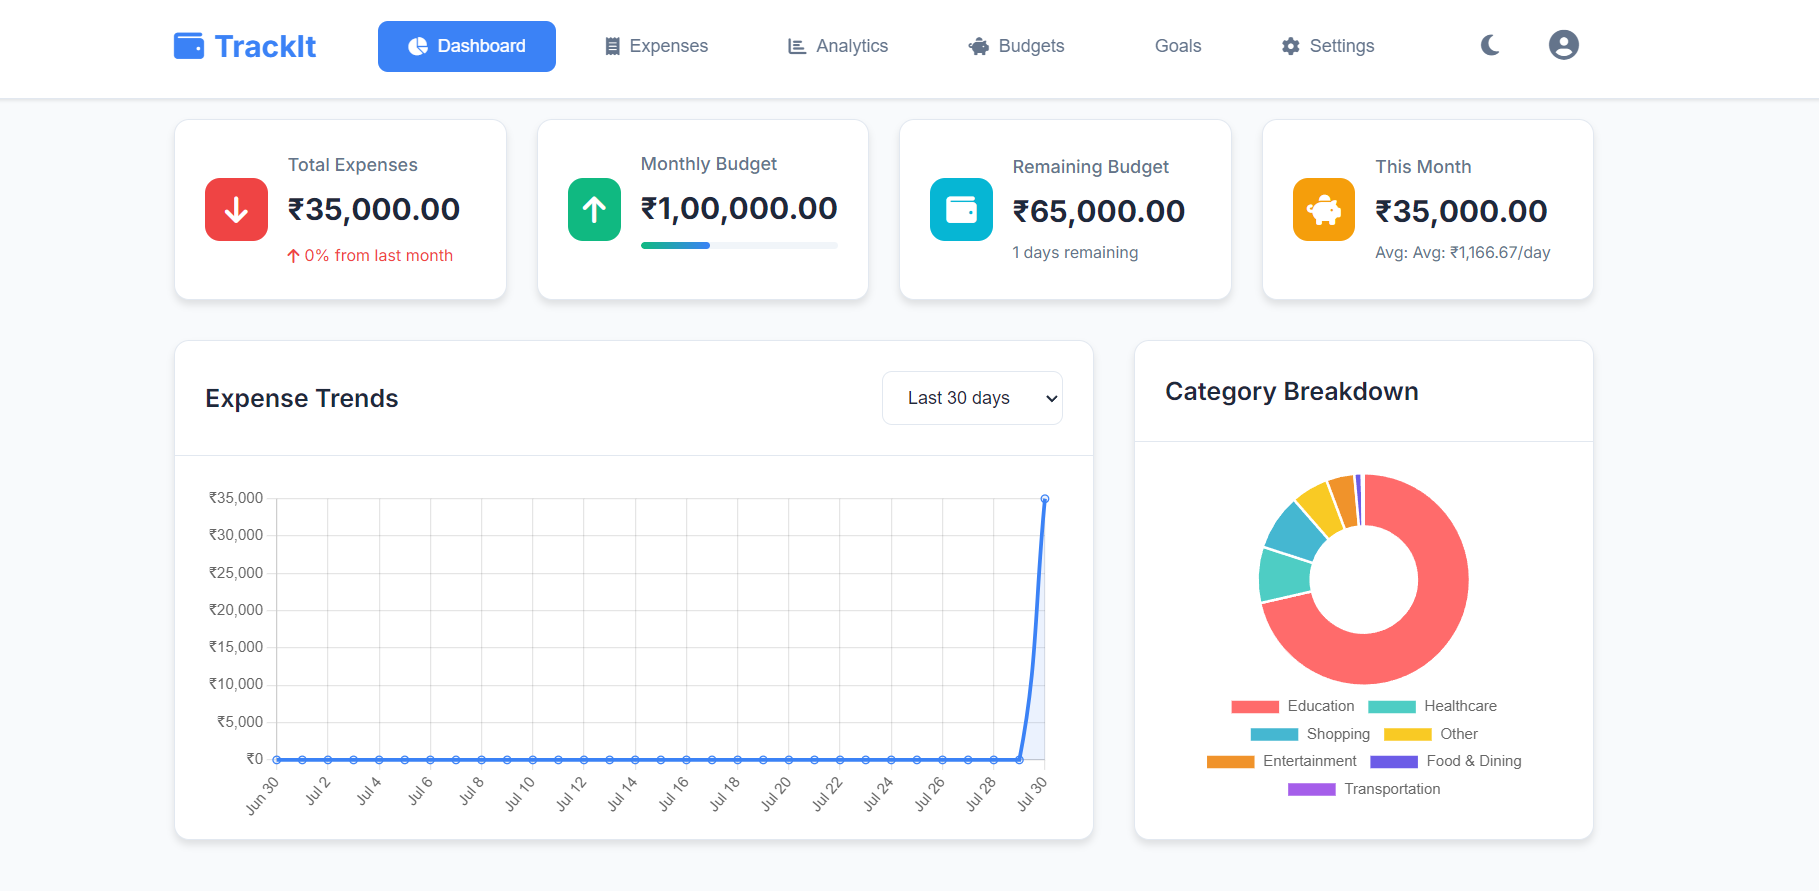 TrackIt
Dashboard
Expenses
Analytics
Budgets
Goals
Settings
Total Expenses
₹35,000.00
0% from last month
Monthly Budget
₹1,00,000.00
Remaining Budget
₹65,000.00
1 days remaining
This Month
₹35,000.00
Avg: Avg: ₹1,166.67/day
Expense Trends
Last 30 days
₹35,000
₹30,000
₹25,000
₹20,000
₹15,000
₹10,000
₹5,000
₹0
Jun 30
Jul 2
Jul 4
Jul 6
Jul 8
Jul 10
Jul 12
Jul 14
Jul 16
Jul 18
Jul 20
Jul 22
Jul 24
Jul 26
Jul 28
Jul 30
Category Breakdown
Education
Healthcare
Shopping
Other
Entertainment
Food & Dining
Transportation